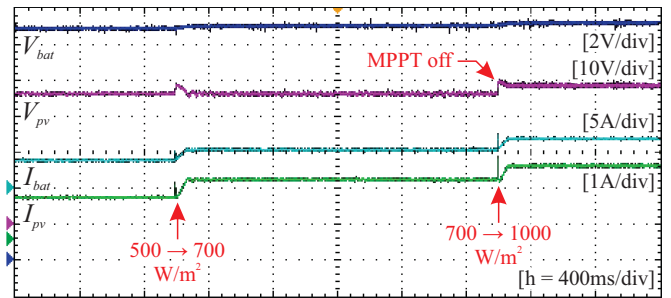 V_bat
[2V/div]
MPPT off
[10V/div]
V_pv
[5A/div]
I_bat
[1A/div]
I_pv
500 → 700
W/m²
700 → 1000
W/m²
[h = 400ms/div]